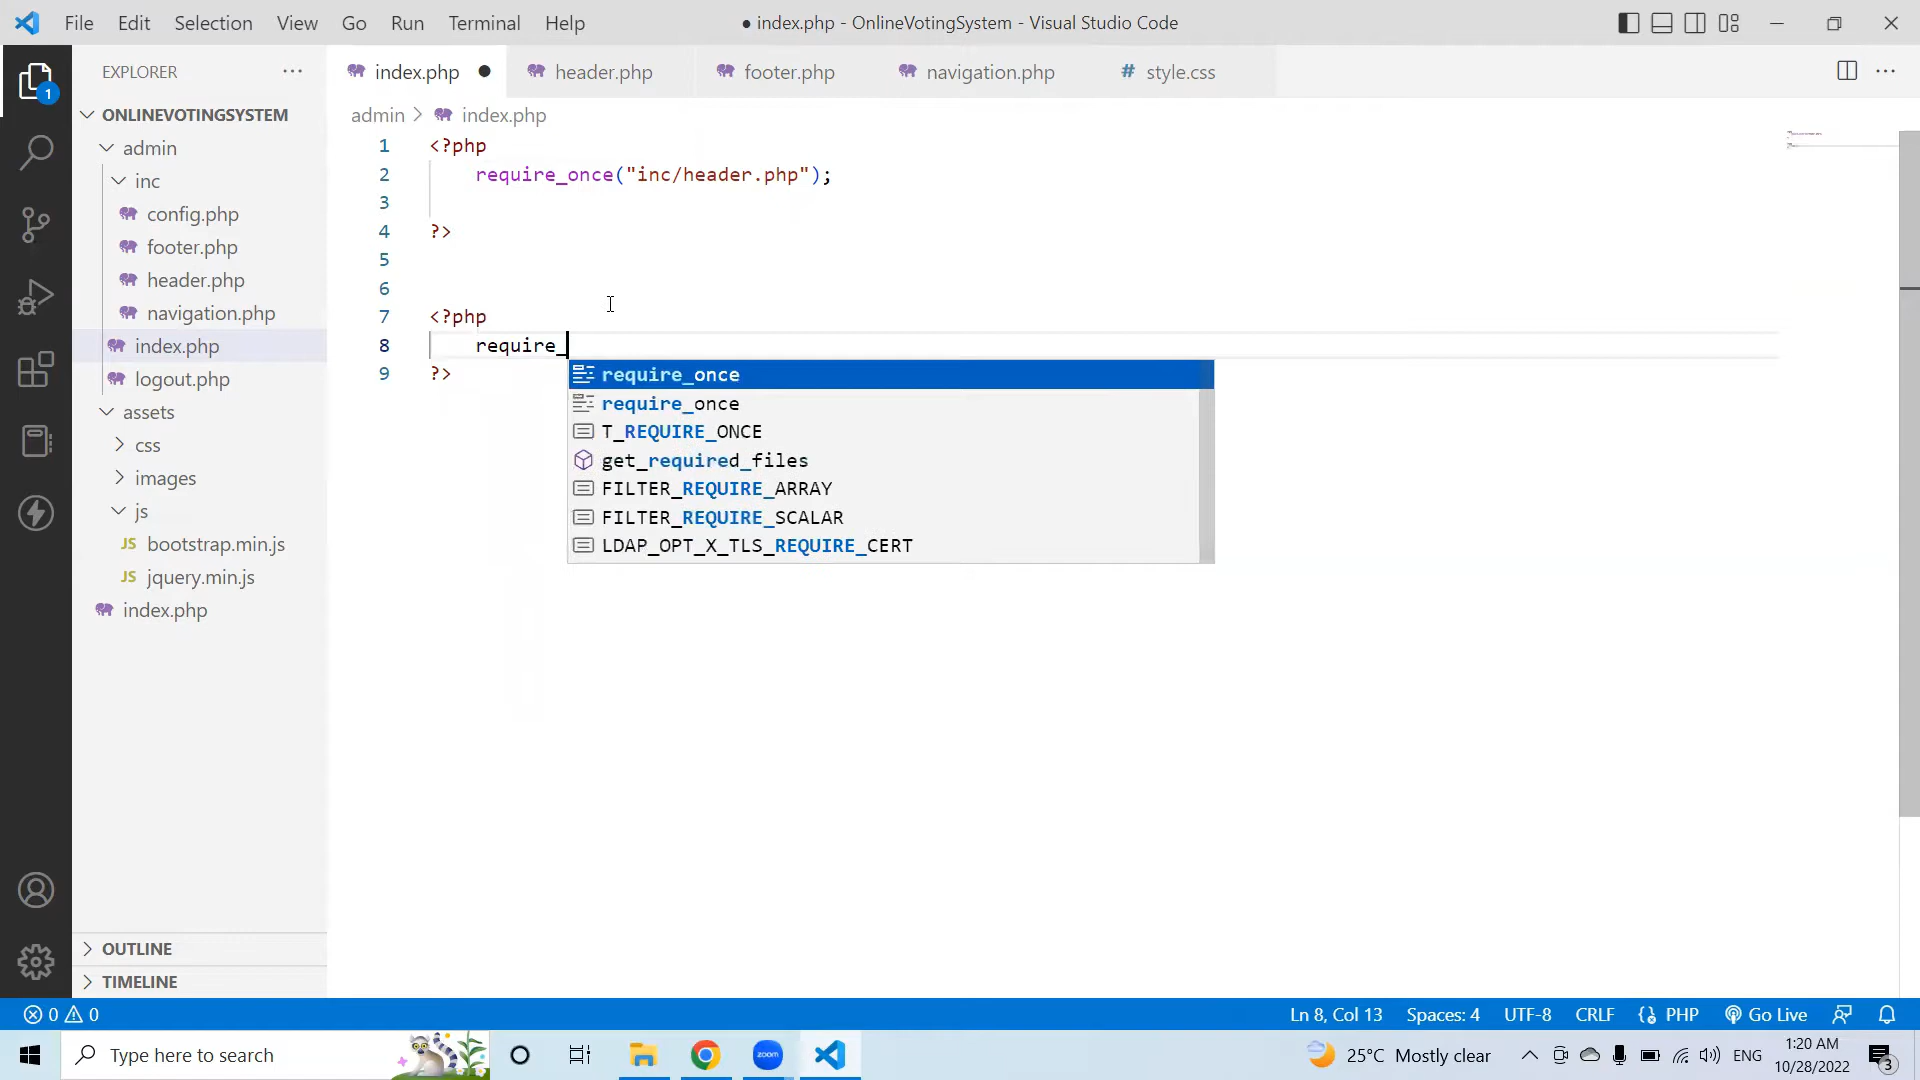 File Edit Selection View Go Run Terminal Help
● index.php - OnlineVotingSystem - Visual Studio Code
EXPLORER
index.php header.php footer.php navigation.php # style.css
1
ONLINEVOTINGSYSTEM
admin
inc
config.php
footer.php
header.php
navigation.php
index.php
logout.php
assets
css
images
js
JS bootstrap.min.js
JS jquery.min.js
index.php
OUTLINE
TIMELINE
admin > index.php
1 <?php
2 require_once("inc/header.php");
3
4 ?>
5
6
7 <?php
8 require_
9 ?>
require_once
require_once
T_REQUIRE_ONCE
get_required_files
FILTER_REQUIRE_ARRAY
FILTER_REQUIRE_SCALAR
LDAP_OPT_X_TLS_REQUIRE_CERT
0 0
Ln 8, Col 13 Spaces: 4 UTF-8 CRLF PHP Go Live
Type here to search
zoom
25°C Mostly clear
ENG
1:20 AM
10/28/2022
3